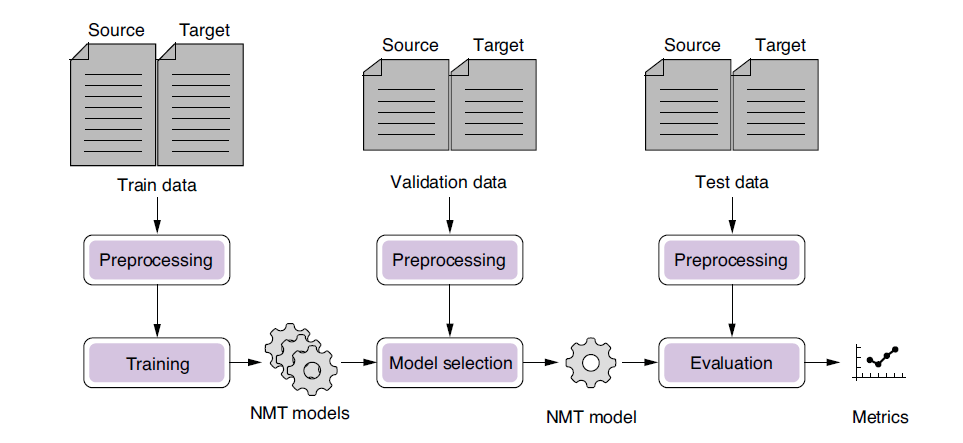 Source Target
Source Target
Source Target
Train data
Validation data
Test data
Preprocessing
Preprocessing
Preprocessing
Training
Model selection
Evaluation
NMT models
NMT model
Metrics